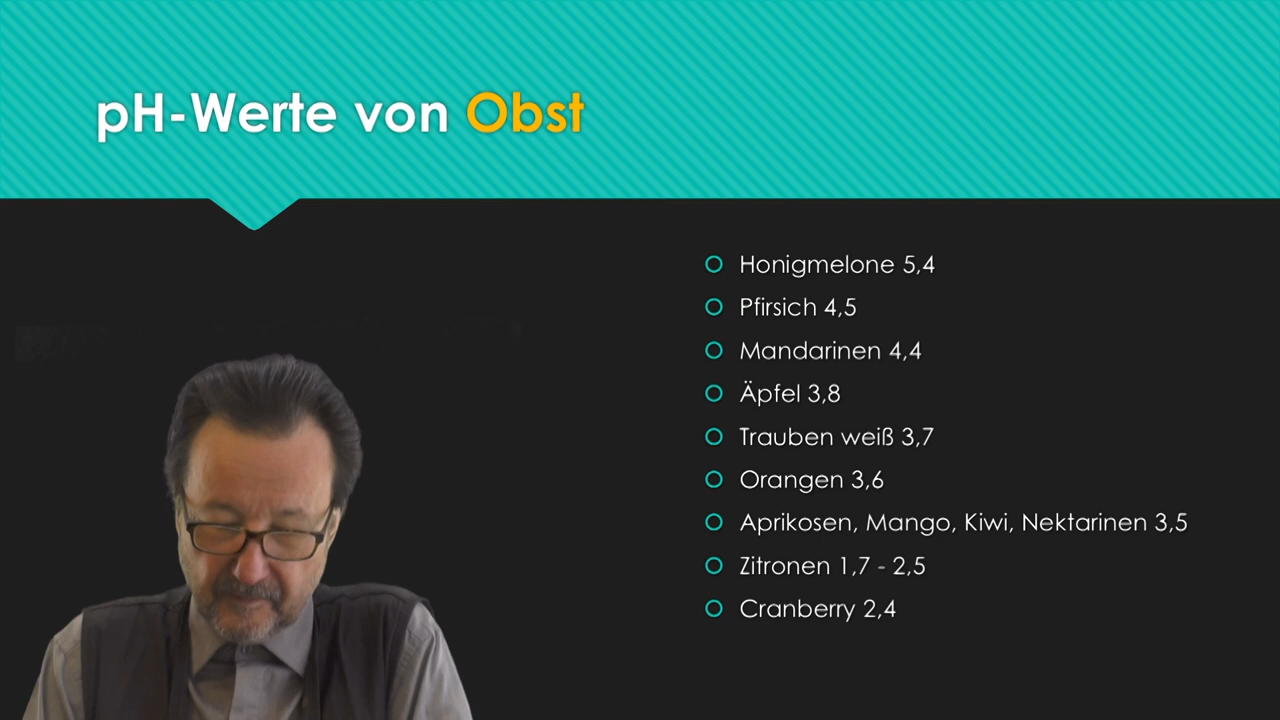 pH-Werte von Obst
Honigmelone 5,4
Pfirsich 4,5
Mandarinen 4,4
Äpfel 3,8
Trauben weiß 3,7
Orangen 3,6
Aprikosen, Mango, Kiwi, Nektarinen 3,5
Zitronen 1,7 - 2,5
Cranberry 2,4